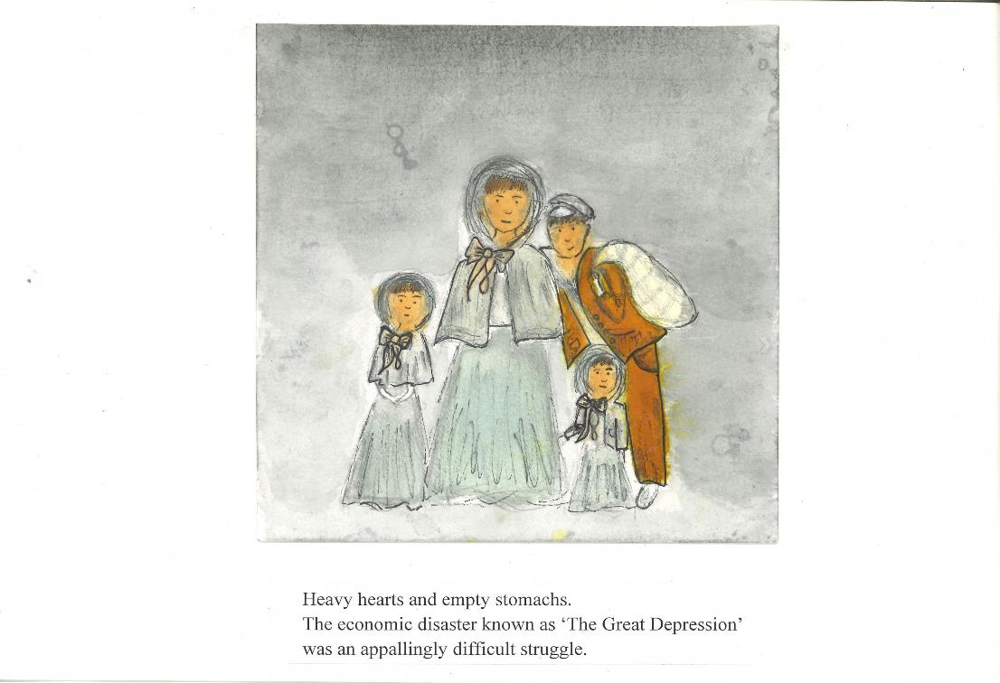 Heavy hearts and empty stomachs.
The economic disaster known as ‘The Great Depression’
was an appallingly difficult struggle.